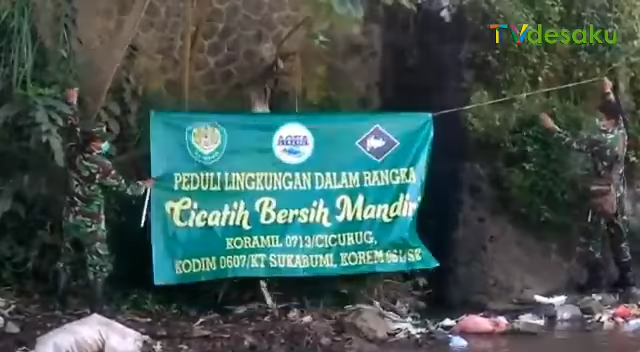 TVdesaku
AQUA
PEDULI LINGKUNGAN DALAM RANGKA
Cicatih Bersih Mandiri
KORAMIL 0713/CICURUG,
KODIM 0607/KT SUKABUMI, KOREM 061/SK